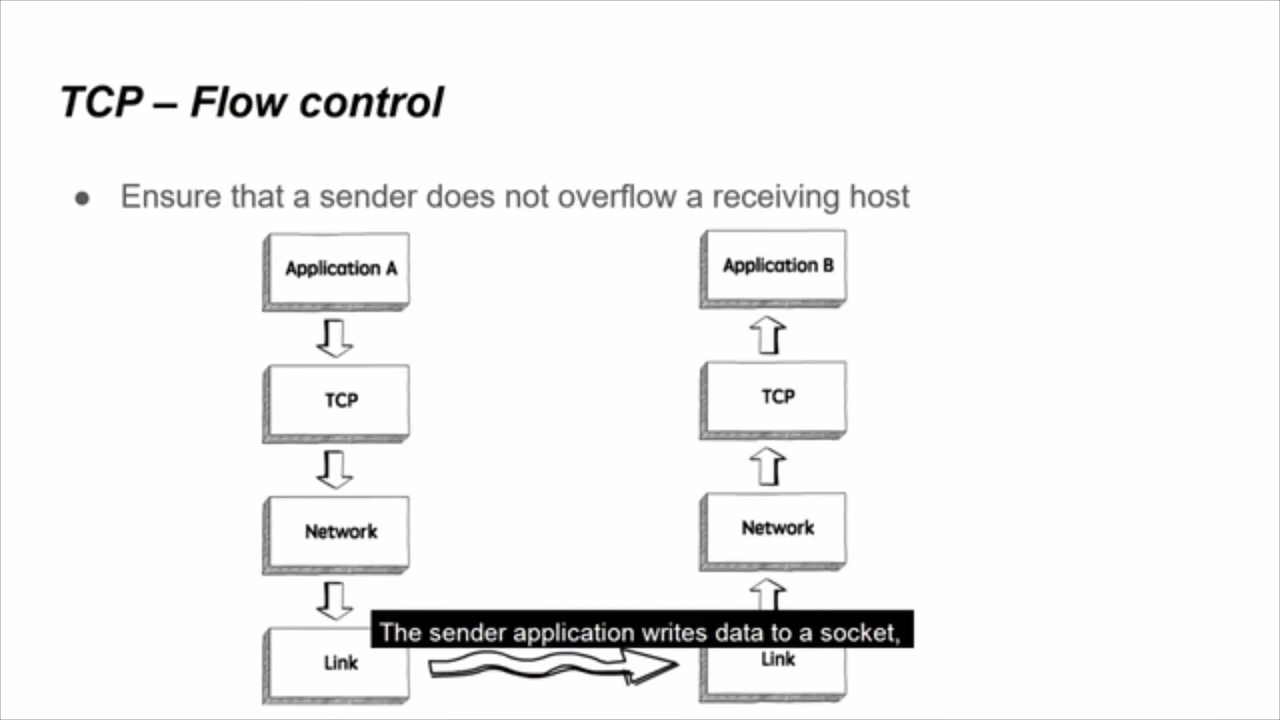 TCP – Flow control
● Ensure that a sender does not overflow a receiving host
Application A
Application B
TCP
TCP
Network
Network
The sender application writes data to a socket,
Link
Link